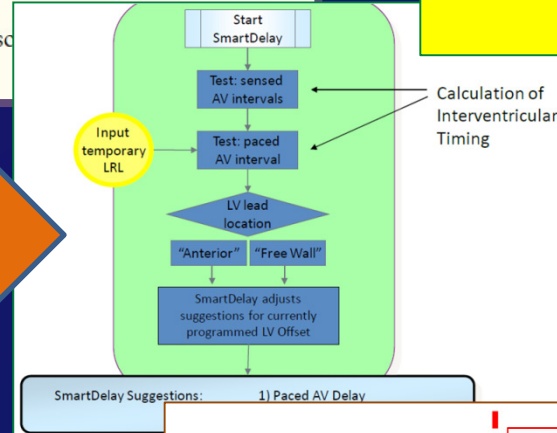 Start
SmartDelay
Test: sensed
AV intervals
Calculation of
Interventricular
Timing
Input
temporary
LRL
Test: paced
AV interval
LV lead
location
"Anterior"
"Free Wall"
SmartDelay adjusts
suggestions for currently
programmed LV Offset
SmartDelay Suggestions: 1) Paced AV Delay